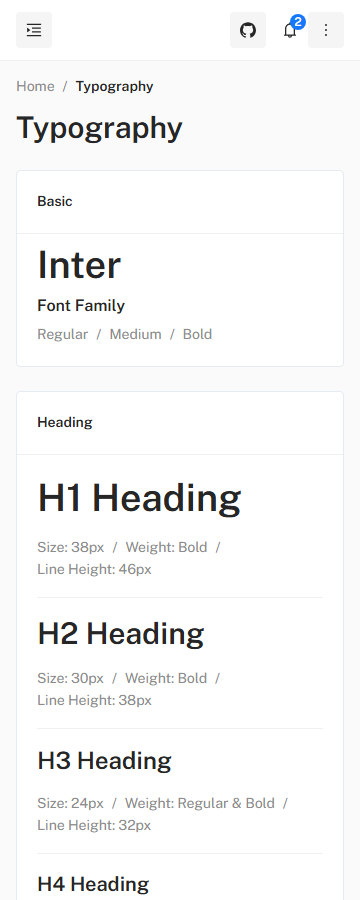 2
Home / Typography
Typography
Basic
Inter
Font Family
Regular / Medium / Bold
Heading
H1 Heading
Size: 38px / Weight: Bold /
Line Height: 46px
H2 Heading
Size: 30px / Weight: Bold /
Line Height: 38px
H3 Heading
Size: 24px / Weight: Regular & Bold /
Line Height: 32px
H4 Heading